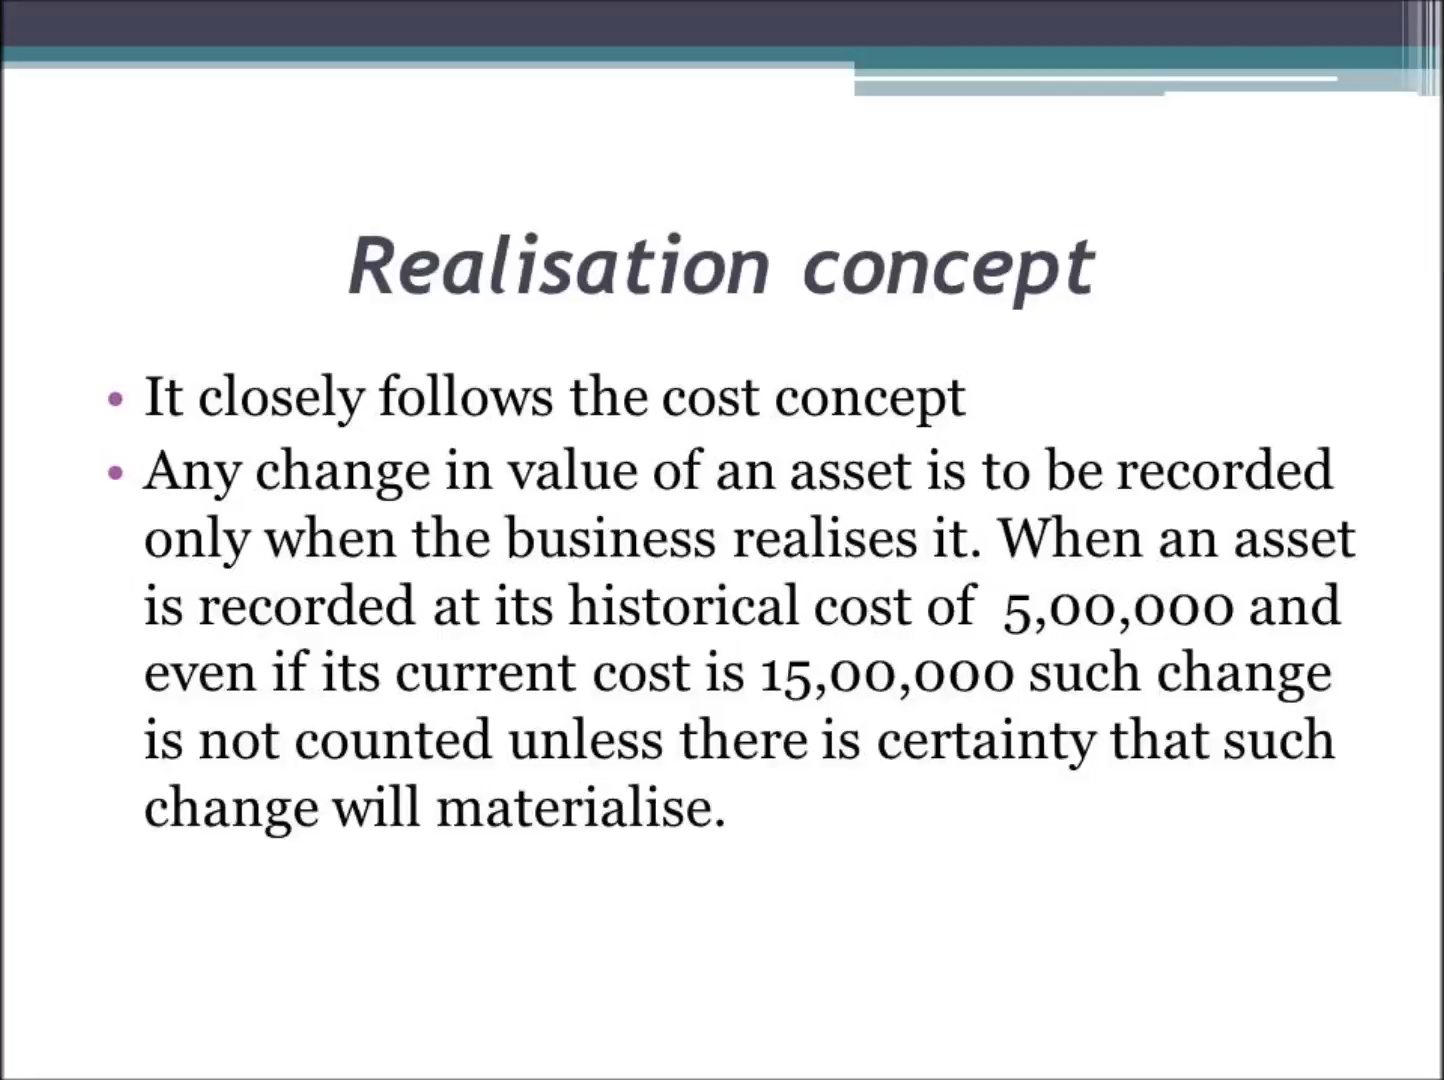 Realisation concept
• It closely follows the cost concept
• Any change in value of an asset is to be recorded
only when the business realises it. When an asset
is recorded at its historical cost of  5,00,000 and
even if its current cost is 15,00,000 such change
is not counted unless there is certainty that such
change will materialise.